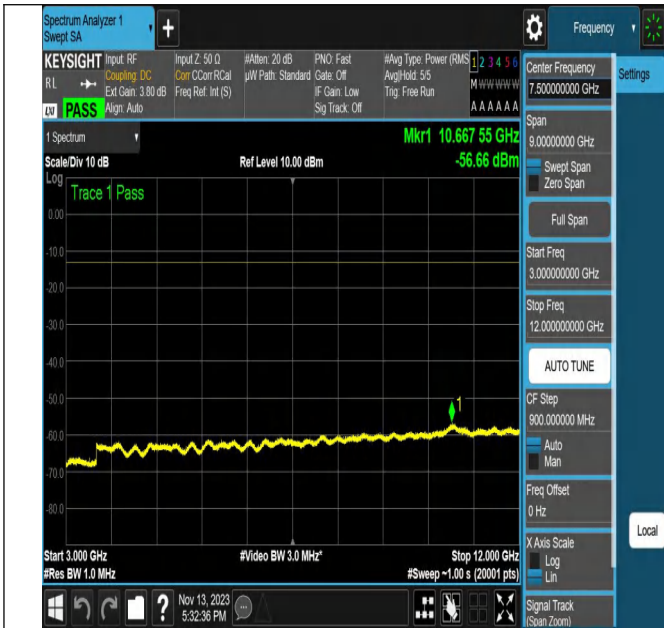 Spectrum Analyzer 1
Swept SA
+
Frequency
KEYSIGHT
RL
LXI
PASS
Input: RF
Coupling: DC
Ext Gain: 3.80 dB
Align: Auto
Input Z: 50 Ω
Corr CCorr RCal
Freq Ref: Int (S)
#Atten: 20 dB
µW Path: Standard
PNO: Fast
Gate: Off
IF Gain: Low
Sig Track: Off
#Avg Type: Power (RMS
Avg|Hold: 5/5
Trig: Free Run
1 2 3 4 5 6
M W W W W W
A A A A A A
1 Spectrum
Scale/Div 10 dB
Ref Level 10.00 dBm
Mkr1 10.667 55 GHz
-56.66 dBm
Log
Trace 1 Pass
0.00
-10.0
-20.0
-30.0
-40.0
-50.0
-60.0
-70.0
-80.0
1
Start 3.000 GHz
#Video BW 3.0 MHz*
Stop 12.000 GHz
#Res BW 1.0 MHz
#Sweep ~1.00 s (20001 pts)
?
Nov 13, 2023
5:32:36 PM
Center Frequency
7.500000000 GHz
Settings
Span
9.00000000 GHz
Swept Span
Zero Span
Full Span
Start Freq
3.000000000 GHz
Stop Freq
12.000000000 GHz
AUTO TUNE
CF Step
900.000000 MHz
Auto
Man
Freq Offset
0 Hz
Local
X Axis Scale
Log
Lin
Signal Track
(Span Zoom)